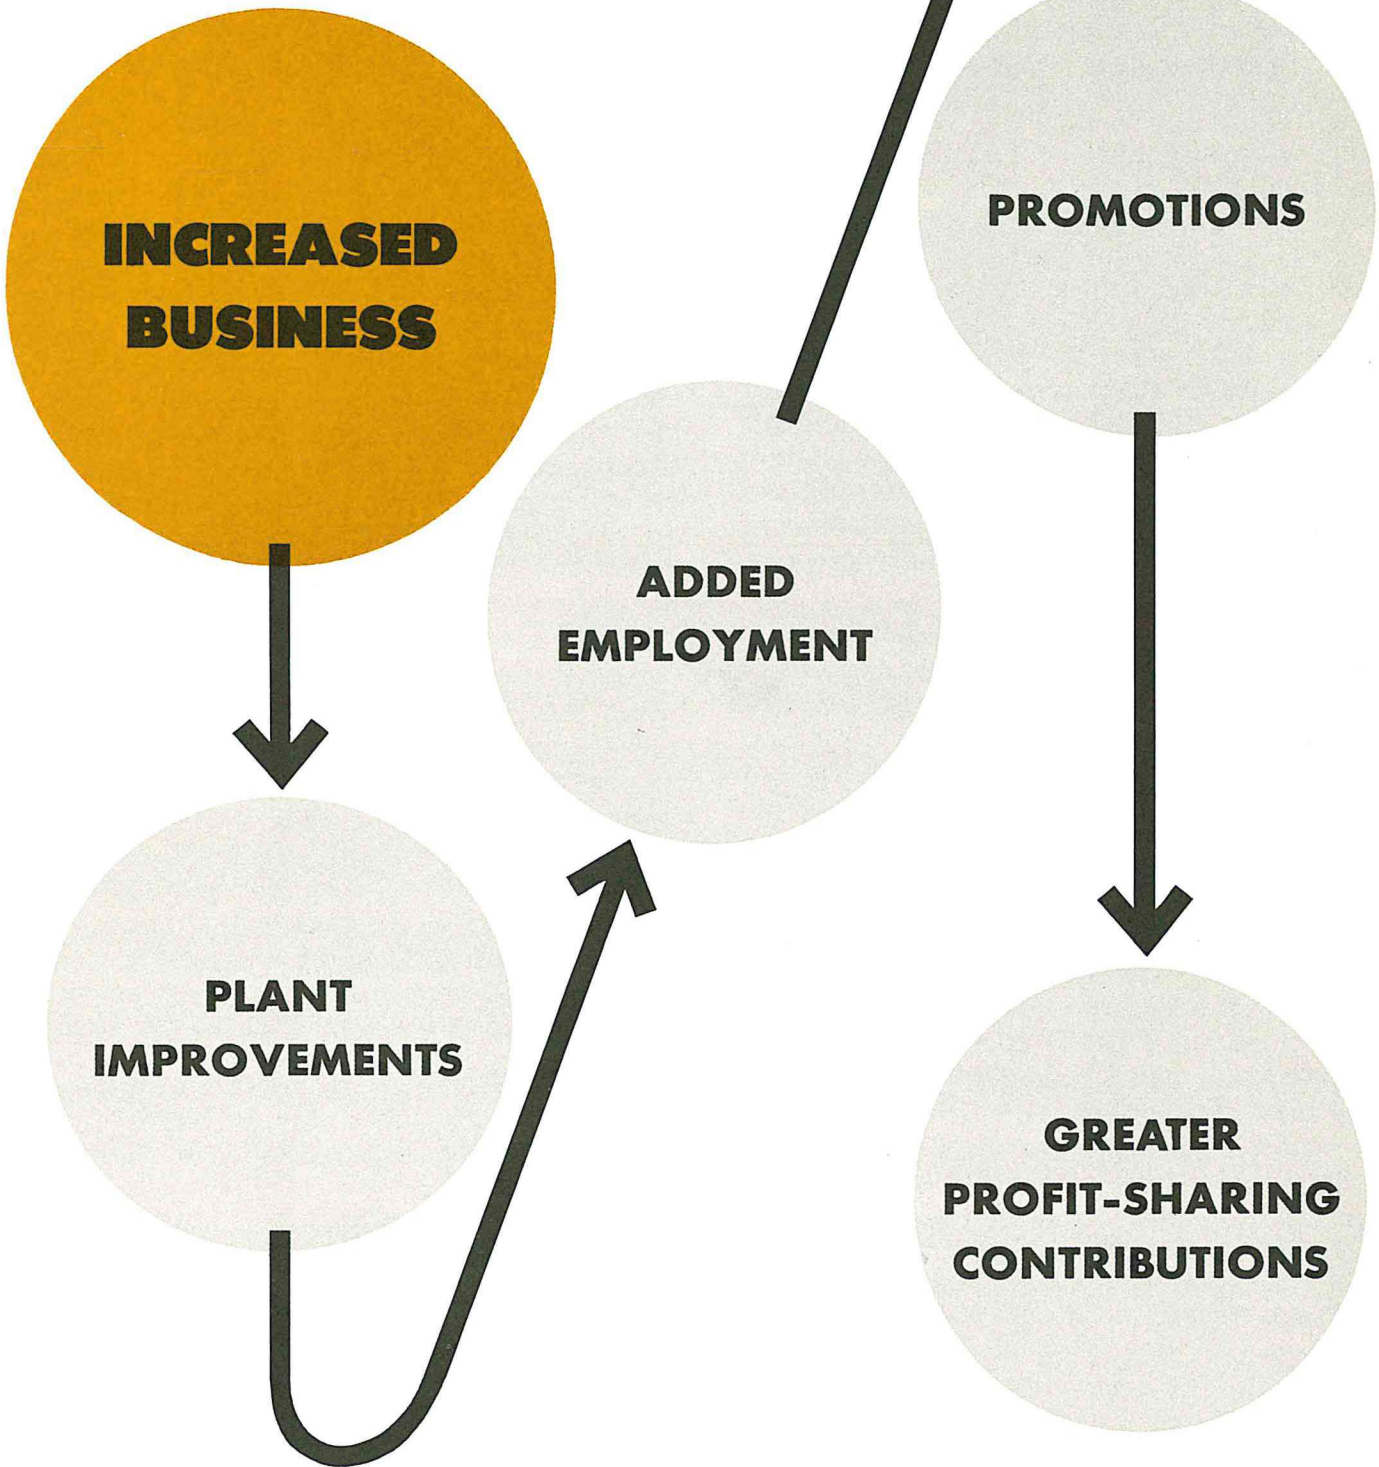 INCREASED
BUSINESS
PLANT
IMPROVEMENTS
ADDED
EMPLOYMENT
PROMOTIONS
GREATER
PROFIT-SHARING
CONTRIBUTIONS